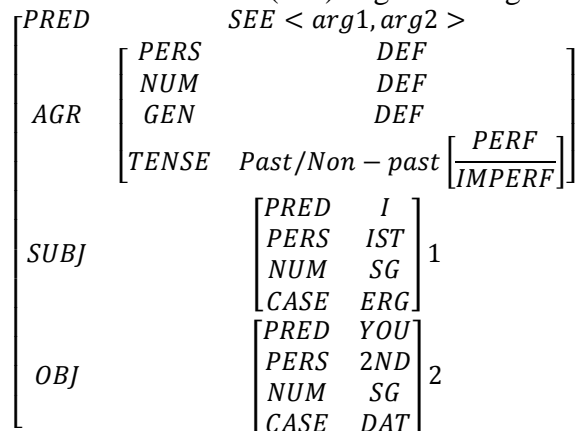 PRED SEE < arg1, arg2 >
AGR
PERS DEF
NUM DEF
GEN DEF
TENSE Past/Non − past [PERF/IMPERF]
SUBJ
PRED I
PERS IST
NUM SG
CASE ERG
1
OBJ
PRED YOU
PERS 2ND
NUM SG
CASE DAT
2